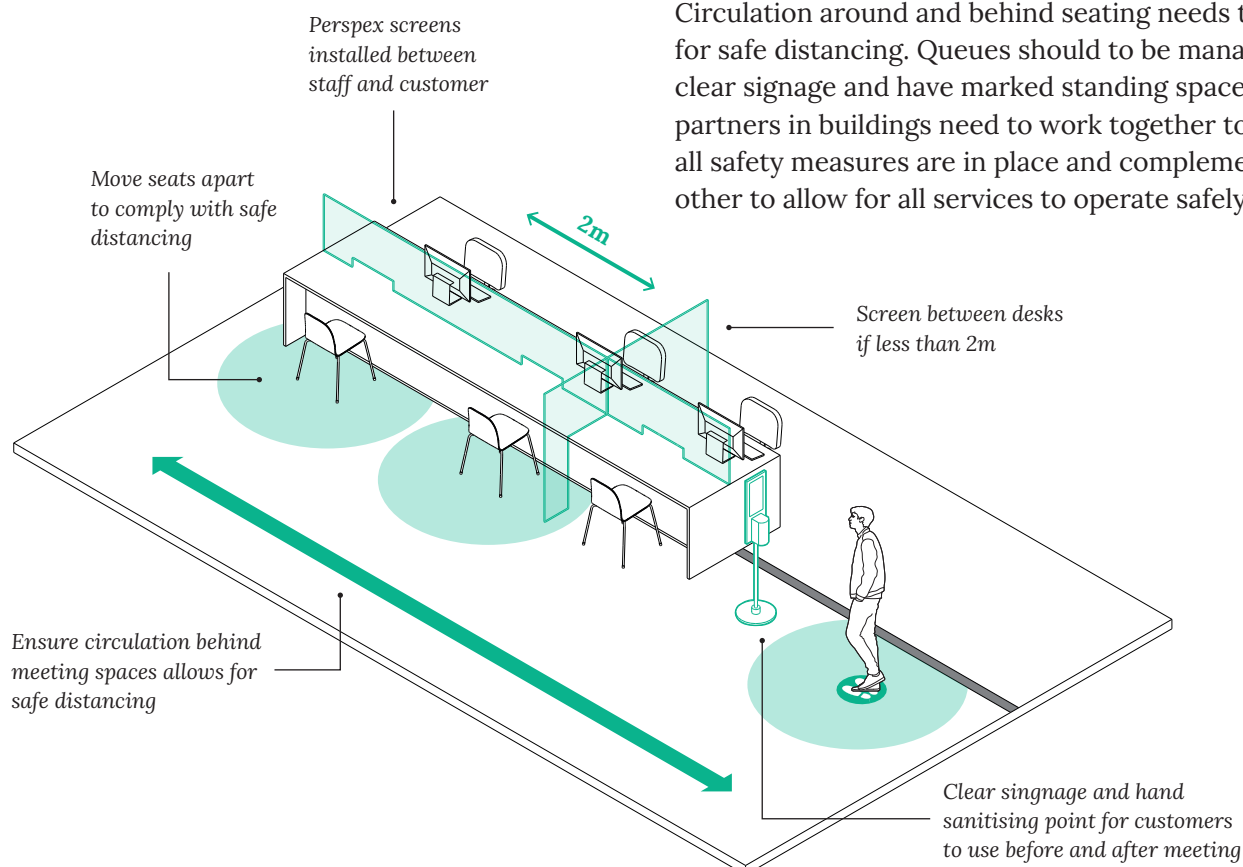 Circulation around and behind seating needs t
for safe distancing. Queues should to be mana
clear signage and have marked standing space
partners in buildings need to work together to
all safety measures are in place and compleme
other to allow for all services to operate safely
Perspex screens
installed between
staff and customer
Move seats apart
to comply with safe
distancing
2m
Screen between desks
if less than 2m
Ensure circulation behind
meeting spaces allows for
safe distancing
Clear singnage and hand
sanitising point for customers
to use before and after meeting